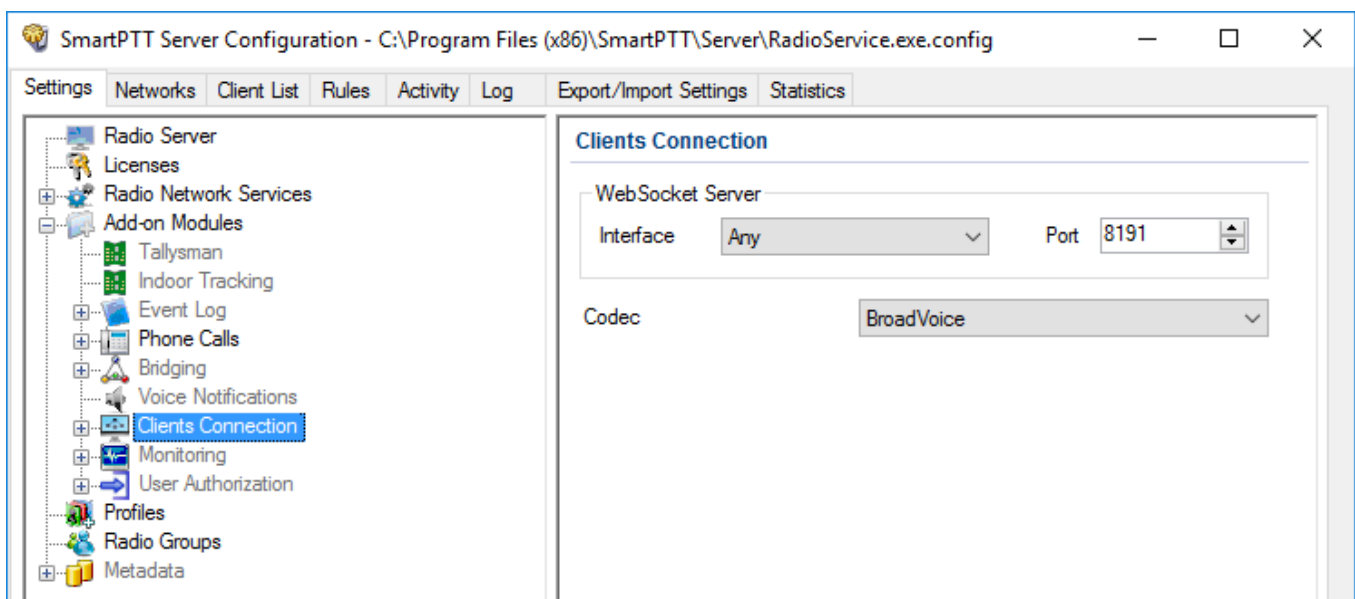 SmartPTT Server Configuration - C:\Program Files (x86)\SmartPTT\Server\RadioService.exe.config
Settings Networks Client List Rules Activity Log Export/Import Settings Statistics
Radio Server
Licenses
Radio Network Services
Add-on Modules
Tallysman
Indoor Tracking
Event Log
Phone Calls
Bridging
Voice Notifications
Clients Connection
Monitoring
User Authorization
Profiles
Radio Groups
Metadata
Clients Connection
WebSocket Server
Interface Any Port 8191
Codec BroadVoice